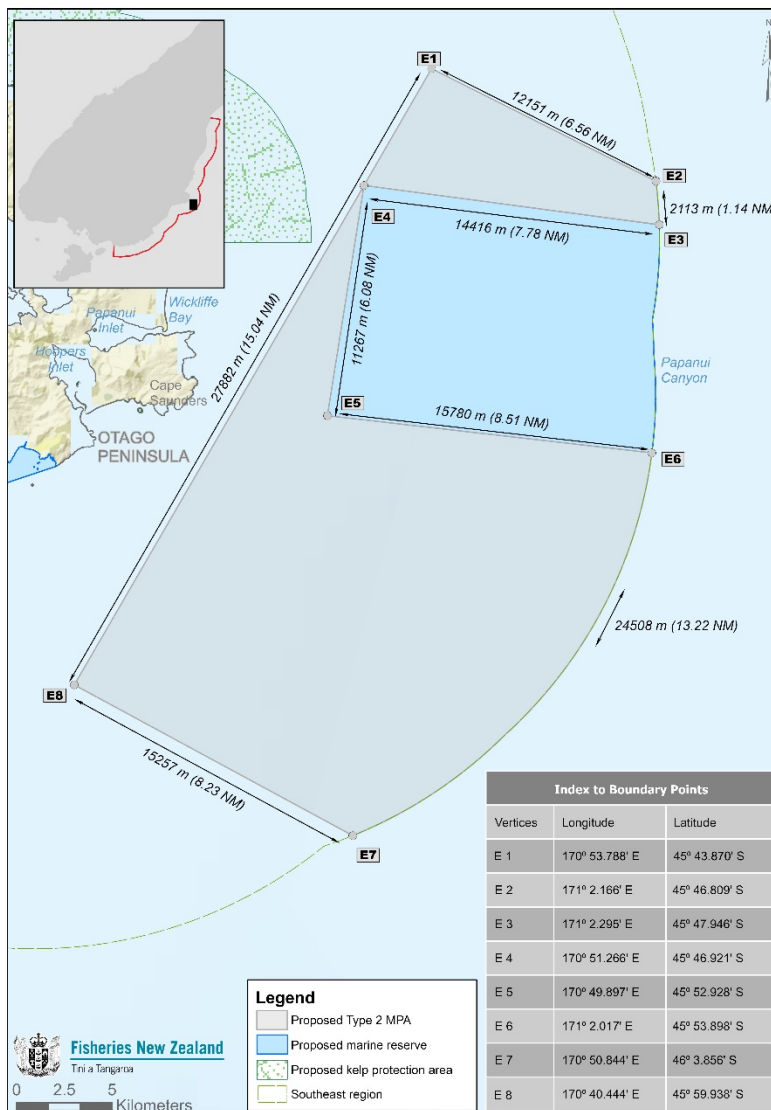 N
E1
12151 m (6.56 NM)
E2
2113 m (1.14 NM
E3
E4
14416 m (7.78 NM)
11267 m (6.08 NM)
27882 m (15.04 NM)
Papanui
Inlet
Wickliffe
Bay
Hoopers
Inlet
Cape
Saunders
OTAGO
PENINSULA
Papanui
Canyon
E5
15780 m (8.51 NM)
E6
24508 m (13.22 NM)
E8
15257 m (8.23 NM)
E7
Index to Boundary Points
Vertices Longitude Latitude
E 1 170º 53.788' E 45º 43.870' S
E 2 171º 2.166' E 45º 46.809' S
E 3 171º 2.295' E 45º 47.946' S
E 4 170º 51.266' E 45º 46.921' S
E 5 170º 49.897' E 45º 52.928' S
E 6 171º 2.017' E 45º 53.898' S
E 7 170º 50.844' E 46º 3.856' S
E 8 170º 40.444' E 45º 59.938' S
Legend
Proposed Type 2 MPA
Proposed marine reserve
Proposed kelp protection area
Southeast region
Fisheries New Zealand
Tini a Tangaroa
0 2.5 5
Kilometers